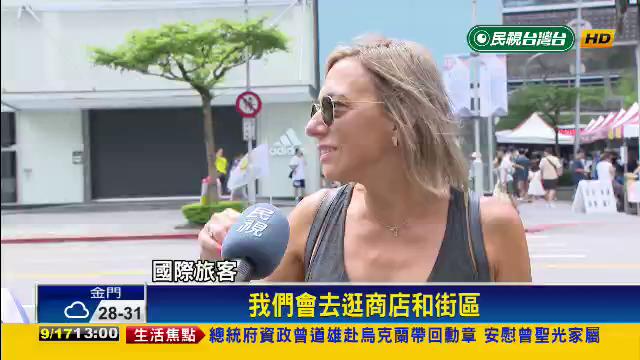 民視台灣台 HD
adidas
民視
國際旅客
我們會去逛商店和街區
金門
28-31
9/17 13:00 生活焦點 總統府資政曾道雄赴烏克蘭帶回勳章 安慰曾聖光家屬